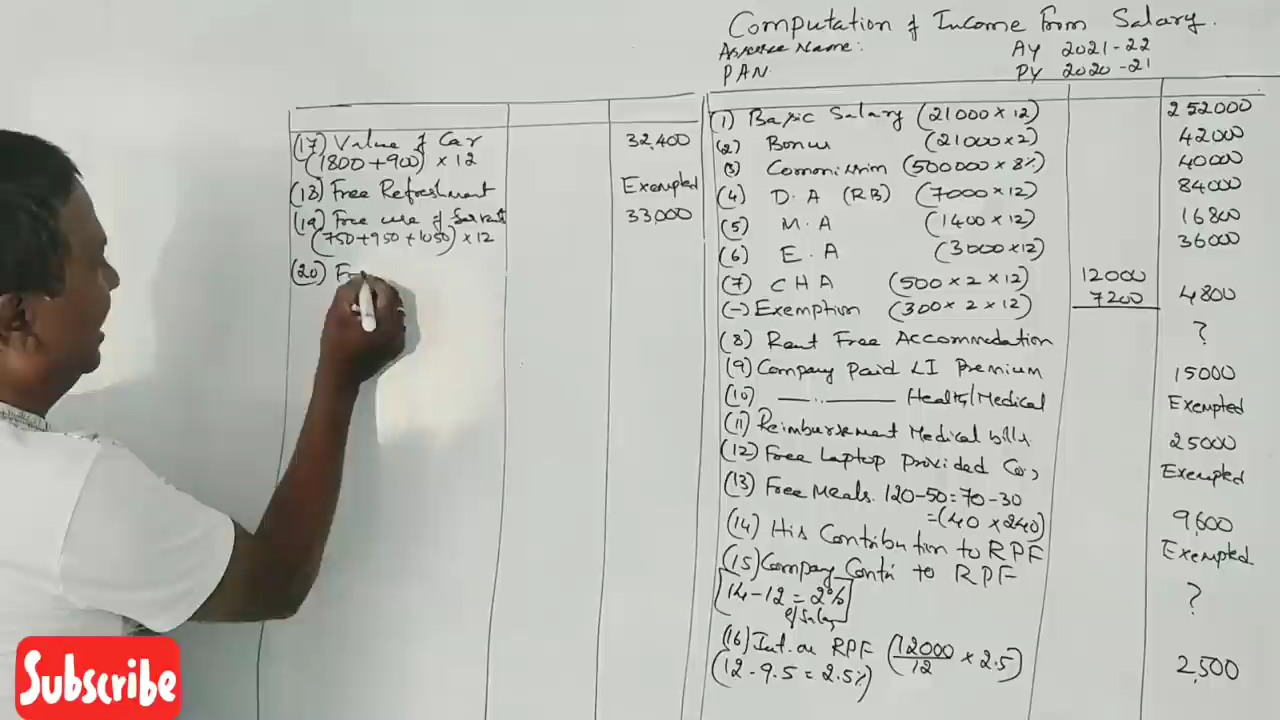 Computation of Income From Salary.
Assessee Name:
AY 2021-22
PAN
PY 2020-21
(1) Basic Salary (21000 x 12) 252000
(2) Bonus (21000 x 2) 42000
(3) Commission (500000 x 8%) 40000
(4) D.A (RB) (7000 x 12) 84000
(5) M.A (1400 x 12) 16800
(6) E.A (3000 x 12) 36000
(7) CHA (500 x 2 x 12) 12000
(-) Exemption (300 x 2 x 12) 7200 4800
(8) Rent Free Accommodation ?
(9) Company Paid LI Premium 15000
(10) —— " —— Health/Medical Exempted
(11) Reimbursement Medical bills. 25000
(12) Free Laptop Provided Co, Exempted
(13) Free Meals. 120-50=70-30
=(40 x 240) 9,600
(14) His Contribution to RPF Exempted
(15) Company Contri to RPF
[14-12=2% ?
of Salary]
(16) Int. on RPF (12000/12 x 2.5) 2,500
(12-9.5=2.5%)
(17) Value of Car 32,400
(1800+900) x 12
(18) Free Refreshment Exempted
(19) Free use of Servant 33,000
(750+950+1050) x 12
(20) F
Subscribe